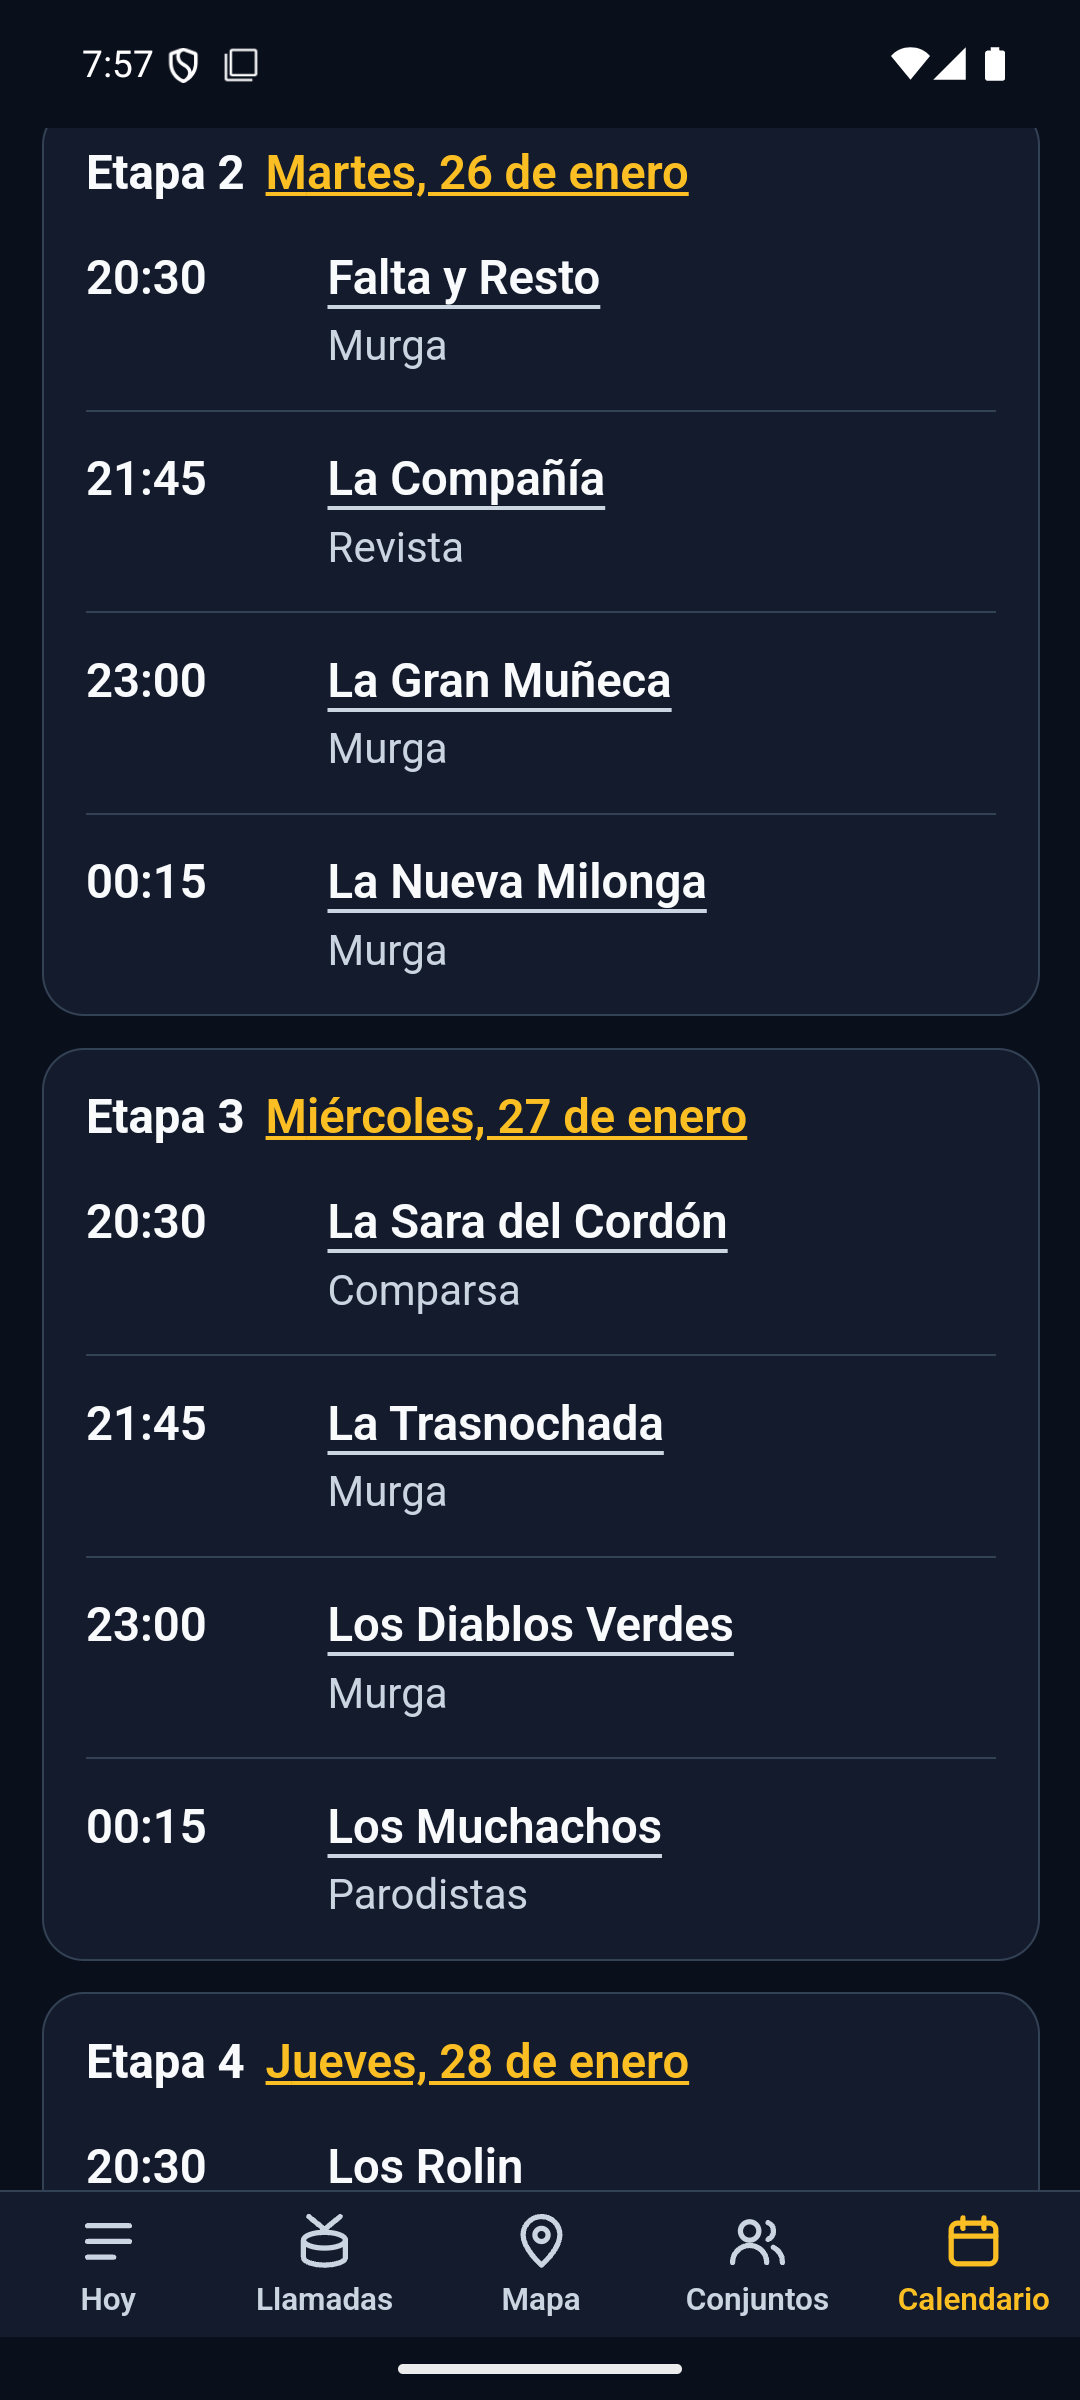 7:57
Etapa 2 Martes, 26 de enero
20:30 Falta y Resto
Murga
21:45 La Compañía
Revista
23:00 La Gran Muñeca
Murga
00:15 La Nueva Milonga
Murga
Etapa 3 Miércoles, 27 de enero
20:30 La Sara del Cordón
Comparsa
21:45 La Trasnochada
Murga
23:00 Los Diablos Verdes
Murga
00:15 Los Muchachos
Parodistas
Etapa 4 Jueves, 28 de enero
20:30 Los Rolin
Hoy Llamadas Mapa Conjuntos Calendario